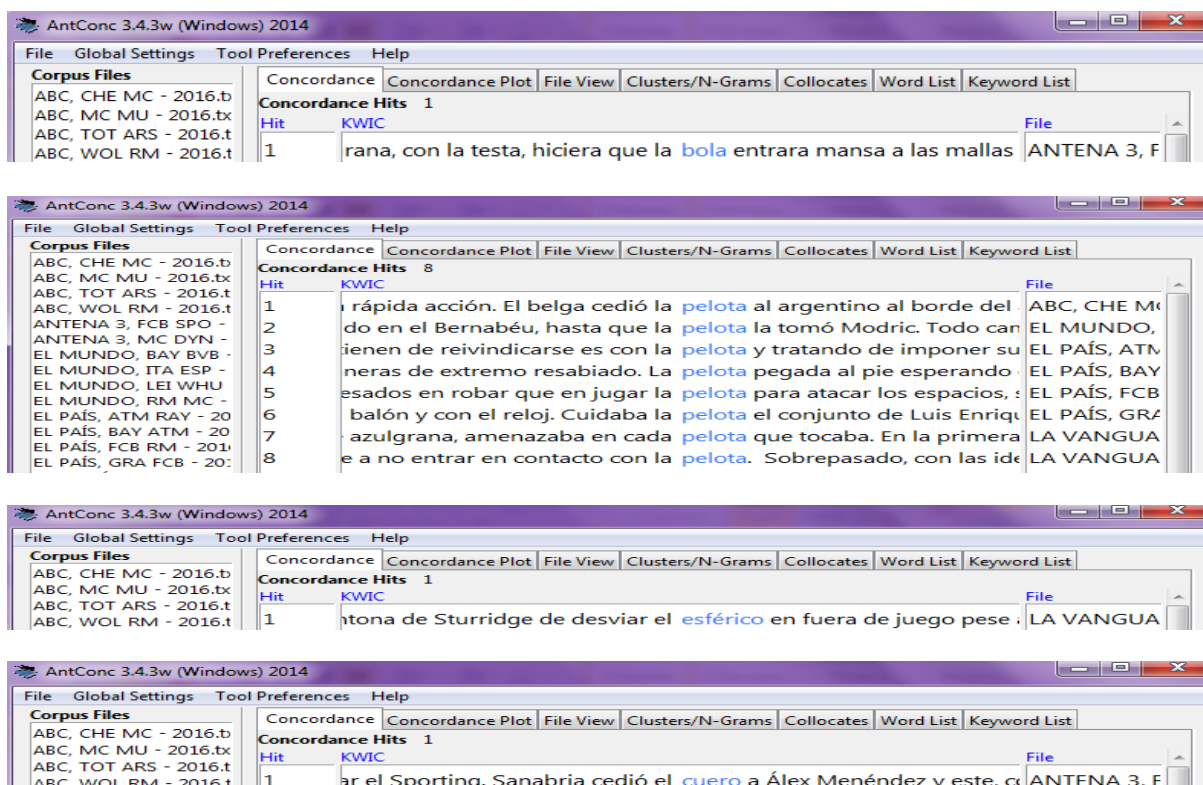 AntConc 3.4.3w (Windows) 2014
File Global Settings Tool Preferences Help
Corpus Files
ABC, CHE MC - 2016.t
ABC, MC MU - 2016.tx
ABC, TOT ARS - 2016.t
ABC, WOL RM - 2016.t
Concordance Concordance Plot File View Clusters/N-Grams Collocates Word List Keyword List
Concordance Hits 1
Hit KWIC File
1 rana, con la testa, hiciera que la bola entrara mansa a las mallas ANTENA 3, F
AntConc 3.4.3w (Windows) 2014
File Global Settings Tool Preferences Help
Corpus Files
ABC, CHE MC - 2016.t
ABC, MC MU - 2016.tx
ABC, TOT ARS - 2016.t
ABC, WOL RM - 2016.t
ANTENA 3, FCB SPO -
ANTENA 3, MC DYN -
EL MUNDO, BAY BVB -
EL MUNDO, ITA ESP -
EL MUNDO, LEI WHU
EL MUNDO, RM MC -
EL PAÍS, ATM RAY - 20
EL PAÍS, BAY ATM - 20
EL PAÍS, FCB RM - 201
EL PAÍS, GRA FCB - 20
Concordance Concordance Plot File View Clusters/N-Grams Collocates Word List Keyword List
Concordance Hits 8
Hit KWIC File
1 rápida acción. El belga cedió la pelota al argentino al borde del ABC, CHE M
2 do en el Bernabéu, hasta que la pelota la tomó Modric. Todo can EL MUNDO,
3 ienen de reivindicarse es con la pelota y tratando de imponer su EL PAÍS, ATM
4 neras de extremo resabiado. La pelota pegada al pie esperando EL PAÍS, BAY
5 esados en robar que en jugar la pelota para atacar los espacios, EL PAÍS, FCB
6 balón y con el reloj. Cuidaba la pelota el conjunto de Luis Enriqu EL PAÍS, GRA
7 azulgrana, amenazaba en cada pelota que tocaba. En la primera LA VANGUA
8 e a no entrar en contacto con la pelota. Sobrepasado, con las ide LA VANGUA
AntConc 3.4.3w (Windows) 2014
File Global Settings Tool Preferences Help
Corpus Files
ABC, CHE MC - 2016.t
ABC, MC MU - 2016.tx
ABC, TOT ARS - 2016.t
ABC, WOL RM - 2016.t
Concordance Concordance Plot File View Clusters/N-Grams Collocates Word List Keyword List
Concordance Hits 1
Hit KWIC File
1 ntona de Sturridge de desviar el esférico en fuera de juego pese LA VANGUA
AntConc 3.4.3w (Windows) 2014
File Global Settings Tool Preferences Help
Corpus Files
ABC, CHE MC - 2016.t
ABC, MC MU - 2016.tx
ABC, TOT ARS - 2016.t
ABC, WOL RM - 2016.t
Concordance Concordance Plot File View Clusters/N-Grams Collocates Word List Keyword List
Concordance Hits 1
Hit KWIC File
1 ar el Sporting. Sanabria cedió el cuero a Álex Menéndez y este, co ANTENA 3, F